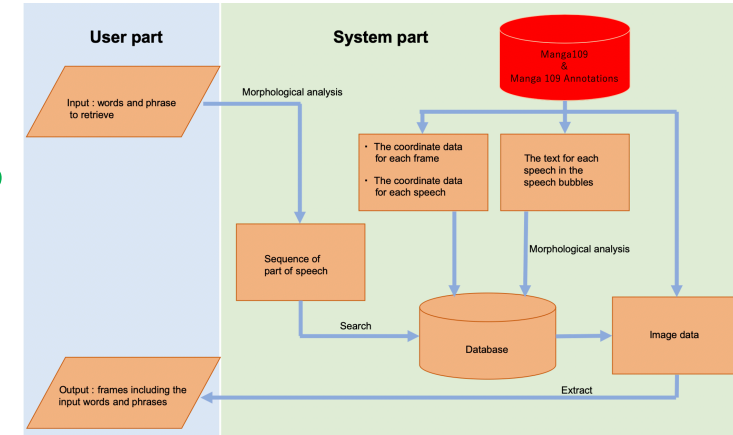 User part
System part
Manga109
&
Manga 109 Annotations
Input : words and phrase
to retrieve
Morphological analysis
・ The coordinate data
for each frame
・ The coordinate data
for each speech
The text for each
speech in the
speech bubbles
Sequence of
part of speech
Morphological analysis
Search
Database
Image data
Output : frames including the
input words and phrases
Extract